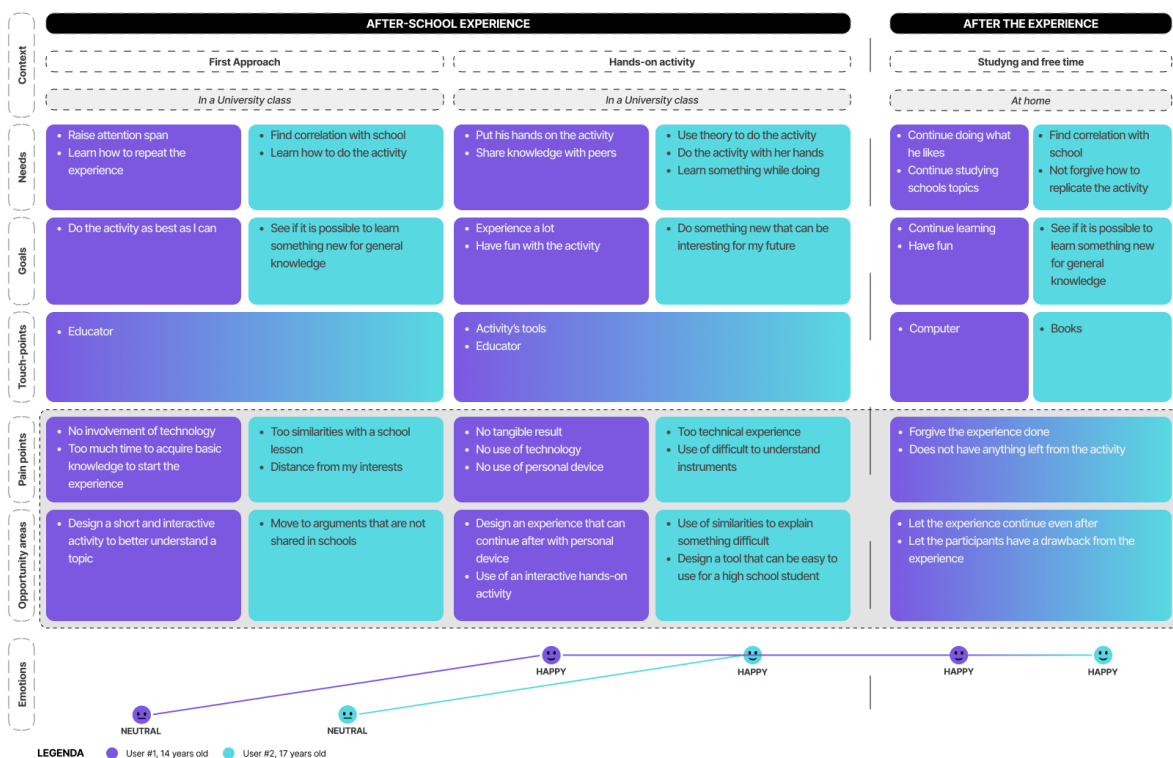 AFTER-SCHOOL EXPERIENCE
AFTER THE EXPERIENCE
Context
First Approach
Hands-on activity
Studyng and free time
In a University class
In a University class
At home
Needs
• Raise attention span
• Learn how to repeat the
experience
• Find correlation with school
• Learn how to do the activity
• Put his hands on the activity
• Share knowledge with peers
• Use theory to do the activity
• Do the activity with her hands
• Learn something while doing
• Continue doing what
he likes
• Continue studying
schools topics
• Find correlation with
school
• Not forgive how to
replicate the activity
Goals
• Do the activity as best as I can
• See if it is possible to learn
something new for general
knowledge
• Experience a lot
• Have fun with the activity
• Do something new that can be
interesting for my future
• Continue learning
• Have fun
• See if it is possible to
learn something new
for general
knowledge
Touch-points
• Educator
• Activity's tools
• Educator
• Computer
• Books
Pain points
• No involvement of technology
• Too much time to acquire basic
knowledge to start the
experience
• Too similarities with a school
lesson
• Distance from my interests
• No tangible result
• No use of technology
• No use of personal device
• Too technical experience
• Use of difficult to understand
instruments
• Forgive the experience done
• Does not have anything left from the activity
Opportunity areas
• Design a short and interactive
activity to better understand a
topic
• Move to arguments that are not
shared in schools
• Design an experience that can
continue after with personal
device
• Use of an interactive hands-on
activity
• Use of similarities to explain
something difficult
• Design a tool that can be easy to
use for a high school student
• Let the experience continue even after
• Let the participants have a drawback from the
experience
Emotions
NEUTRAL
NEUTRAL
HAPPY
HAPPY
HAPPY
HAPPY
LEGENDA
User #1, 14 years old
User #2, 17 years old